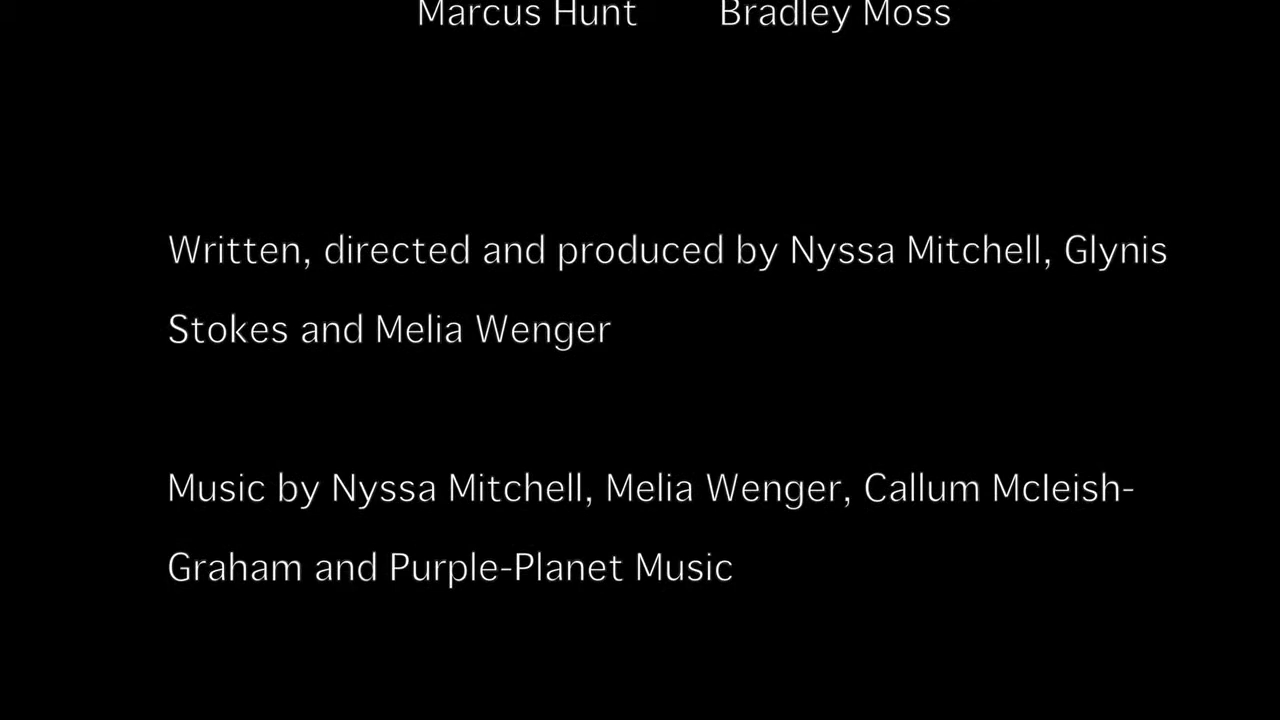 Marcus Hunt Bradley Moss
Written, directed and produced by Nyssa Mitchell, Glynis
Stokes and Melia Wenger
Music by Nyssa Mitchell, Melia Wenger, Callum McIeish-
Graham and Purple-Planet Music